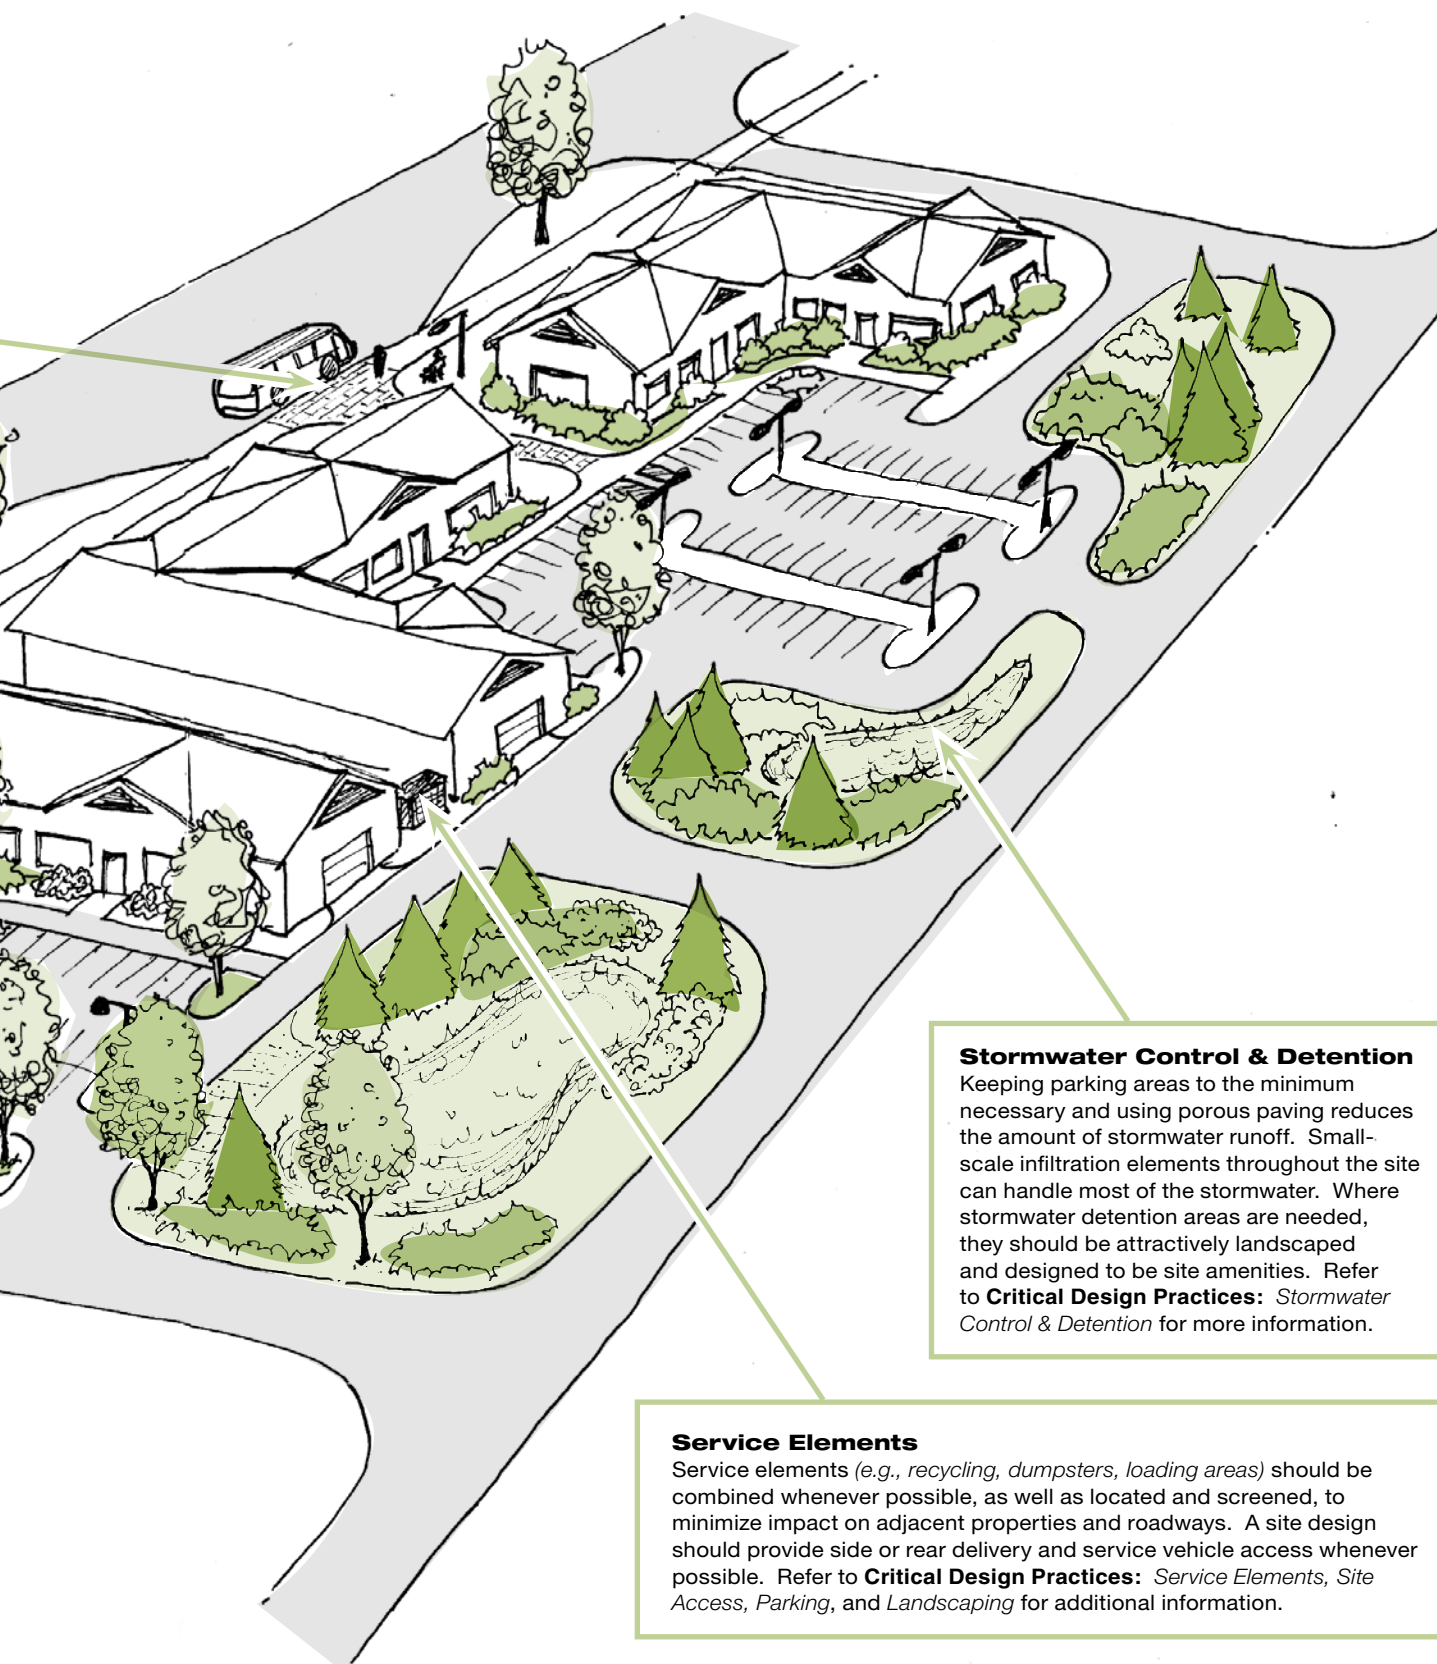 Stormwater Control & Detention
Keeping parking areas to the minimum
necessary and using porous paving reduces
the amount of stormwater runoff.  Small-
scale infiltration elements throughout the site
can handle most of the stormwater.  Where
stormwater detention areas are needed,
they should be attractively landscaped
and designed to be site amenities.  Refer
to Critical Design Practices:  Stormwater
Control & Detention for more information.
Service Elements
Service elements (e.g., recycling, dumpsters, loading areas) should be
combined whenever possible, as well as located and screened, to
minimize impact on adjacent properties and roadways.  A site design
should provide side or rear delivery and service vehicle access whenever
possible.  Refer to Critical Design Practices:  Service Elements, Site
Access, Parking, and Landscaping for additional information.